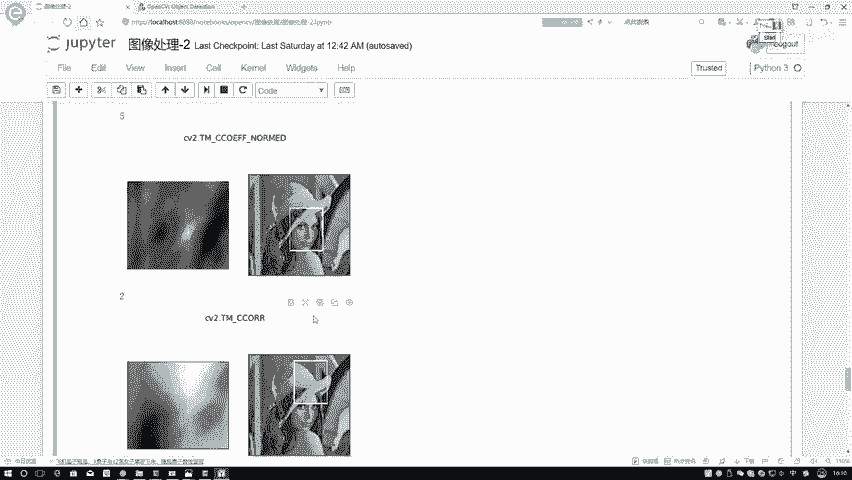 图像处理-2
OpenCV: Object Detection
https://localhost:8888/notebooks/opencv/图像处理/图像处理-2.ipynb
jupyter 图像处理-2 Last Checkpoint: Last Saturday at 12:42 AM (autosaved)
Logout
File Edit View Insert Cell Kernel Widgets Help
Trusted
Python 3
Code
5
cv2.TM_CCOEFF_NORMED
2
cv2.TM_CCORR
110%
16:10